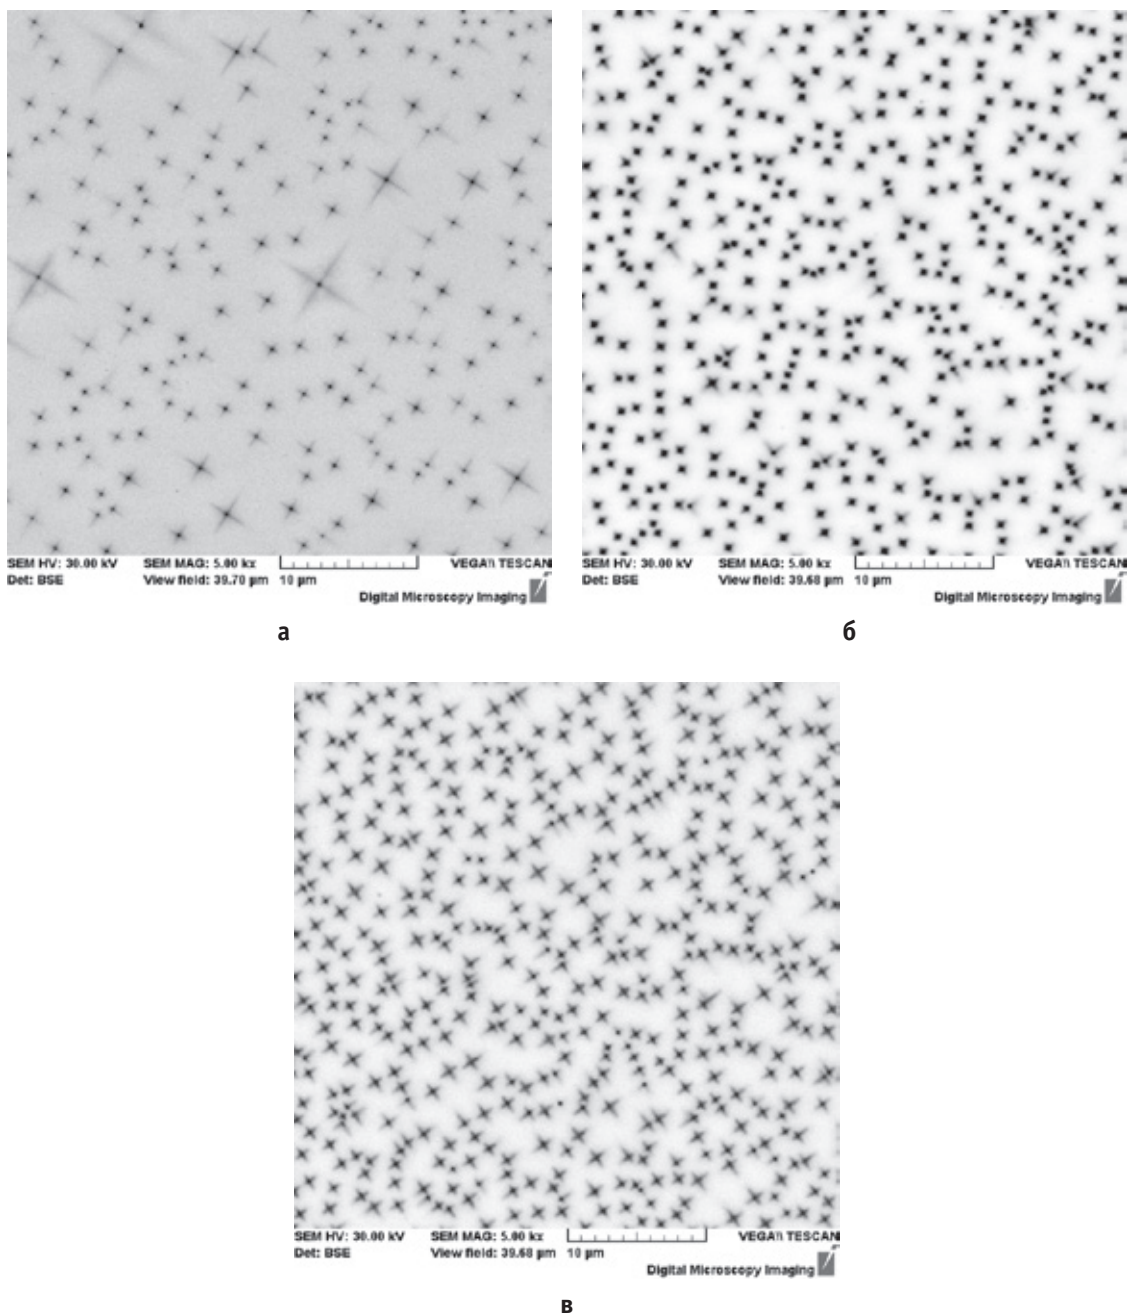 SEM HV: 30.00 kV SEM MAG: 5.00 kx VEGA\\ TESCAN
Det: BSE View field: 39.70 µm 10 µm
Digital Microscopy Imaging
а
SEM HV: 30.00 kV SEM MAG: 5.00 kx VEGA\\ TESCAN
Det: BSE View field: 39.68 µm 10 µm
Digital Microscopy Imaging
б
SEM HV: 30.00 kV SEM MAG: 5.00 kx VEGA\\ TESCAN
Det: BSE View field: 39.68 µm 10 µm
Digital Microscopy Imaging
в